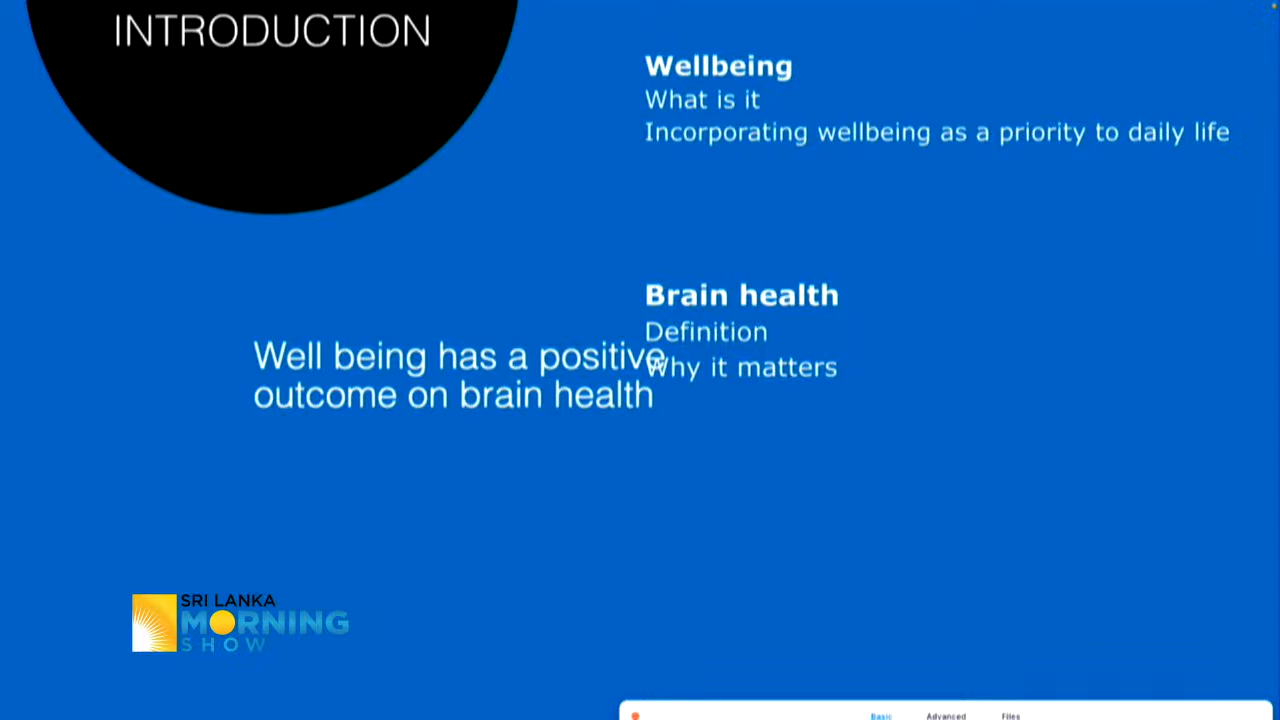 INTRODUCTION
Wellbeing
What is it
Incorporating wellbeing as a priority to daily life
Brain health
Definition
Why it matters
Well being has a positive
outcome on brain health
SRI LANKA
MORNING
SHOW
Basic Advanced Files